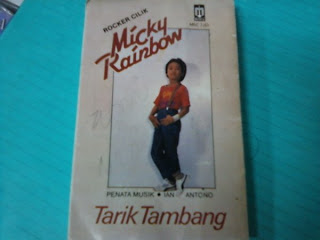 ROCKER CILIK
Micky
Rainbow
PENATA MUSIK • IAN ANTONO
Tarik Tambang